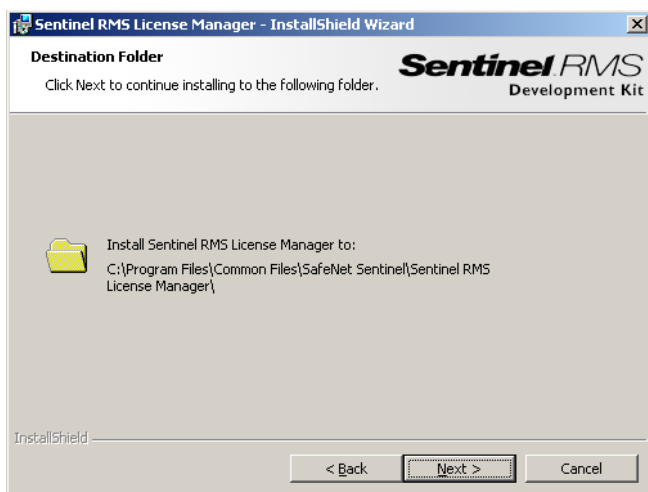 Sentinel RMS License Manager - InstallShield Wizard
Destination Folder
Click Next to continue installing to the following folder.
Sentinel RMS
Development Kit
Install Sentinel RMS License Manager to:
C:\Program Files\Common Files\SafeNet Sentinel\Sentinel RMS
License Manager\
InstallShield
< Back
Next >
Cancel